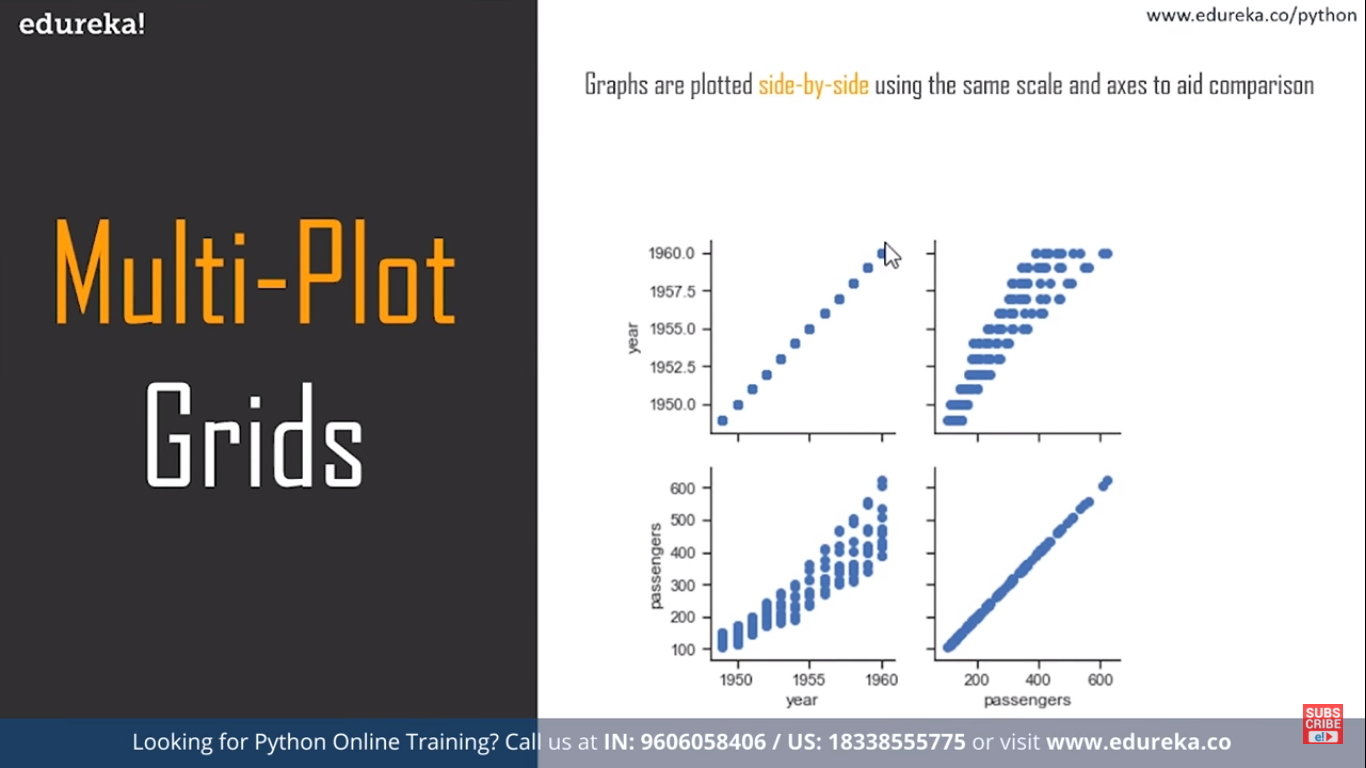 edureka!
www.edureka.co/python
Graphs are plotted side-by-side using the same scale and axes to aid comparison
Multi-Plot
Grids
1960.0
1957.5
1955.0
1952.5
1950.0
year
600
500
400
300
200
100
passengers
1950 1955 1960
year
200 400 600
passengers
SUBS
CRIBE
e!
Looking for Python Online Training? Call us at IN: 9606058406 / US: 18338555775 or visit www.edureka.co